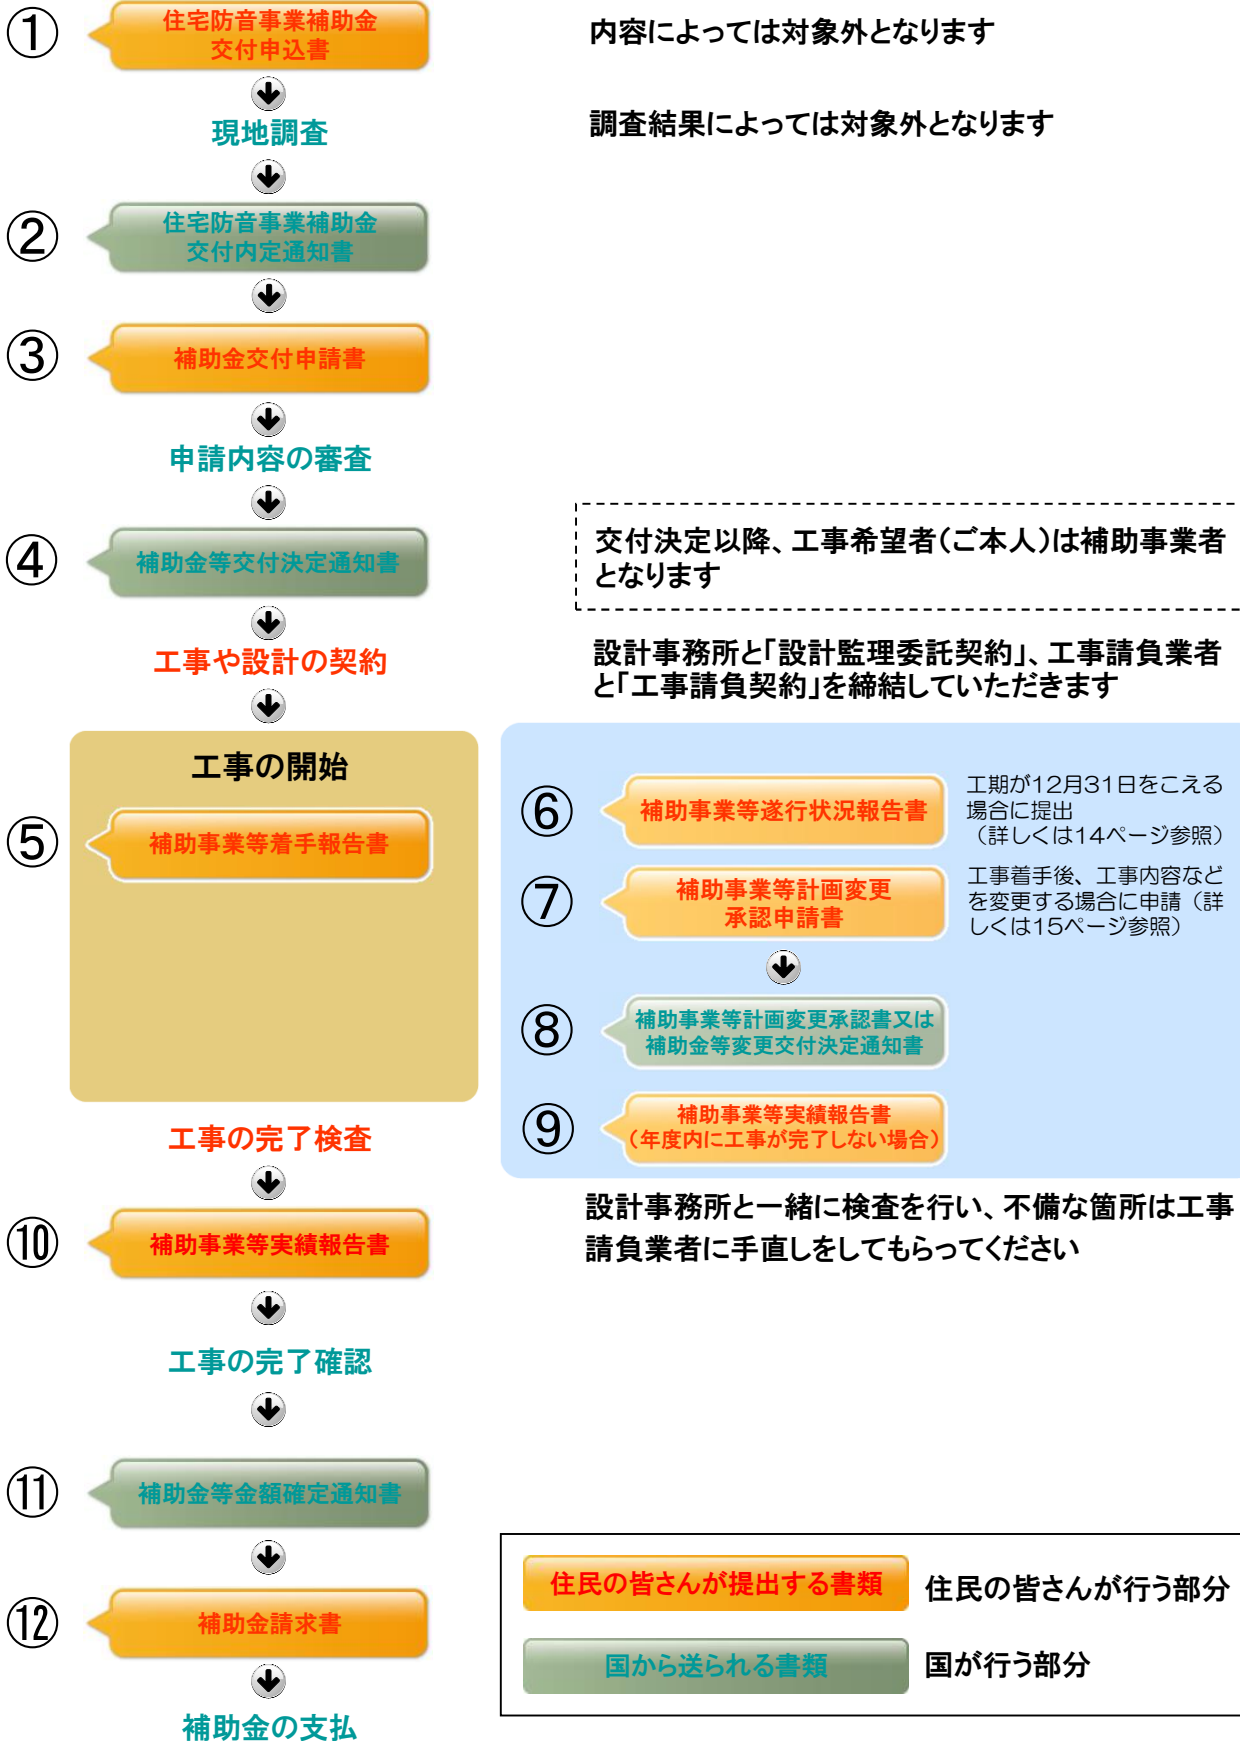 ①
住宅防音事業補助金
交付申込書
内容によっては対象外となります
現地調査
調査結果によっては対象外となります
②
住宅防音事業補助金
交付内定通知書
③
補助金交付申請書
申請内容の審査
④
補助金等交付決定通知書
交付決定以降、工事希望者(ご本人)は補助事業者
となります
工事や設計の契約
設計事務所と「設計監理委託契約」、工事請負業者
と「工事請負契約」を締結していただきます
工事の開始
⑤
補助事業等着手報告書
⑥
補助事業等遂行状況報告書
工期が12月31日をこえる
場合に提出
（詳しくは14ページ参照）
⑦
補助事業等計画変更
承認申請書
工事着手後、工事内容など
を変更する場合に申請（詳
しくは15ページ参照）
⑧
補助事業等計画変更承認書又は
補助金等変更交付決定通知書
⑨
補助事業等実績報告書
（年度内に工事が完了しない場合）
工事の完了検査
設計事務所と一緒に検査を行い、不備な箇所は工事
請負業者に手直しをしてもらってください
⑩
補助事業等実績報告書
工事の完了確認
⑪
補助金等金額確定通知書
⑫
補助金請求書
補助金の支払
住民の皆さんが提出する書類
住民の皆さんが行う部分
国から送られる書類
国が行う部分